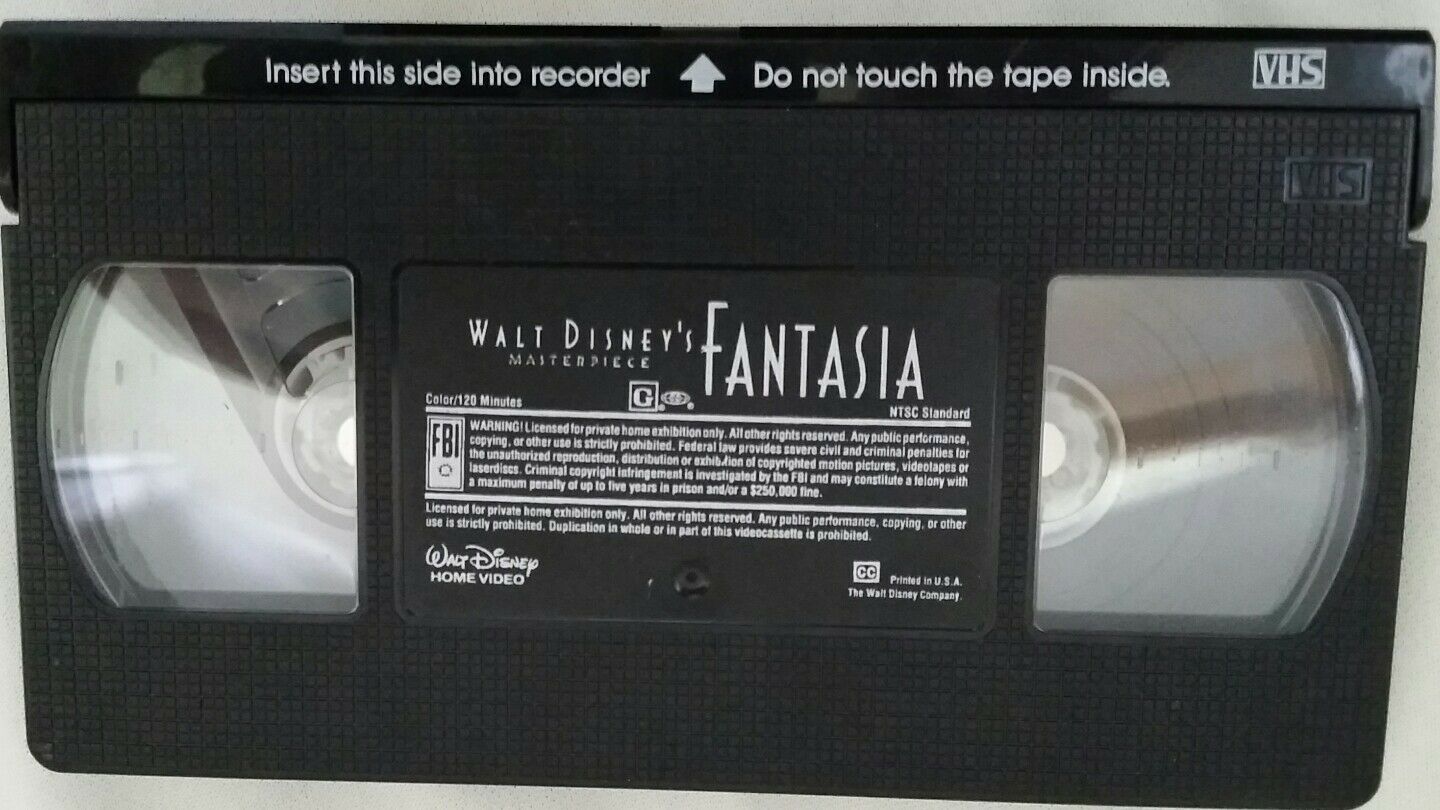 Insert this side into recorder Do not touch the tape inside. VHS
VHS
WALT DISNEY'S FANTASIA
MASTERPIECE
Color/120 Minutes G NTSC Standard
FBI
WARNING! Licensed for private home exhibition only. All other rights reserved. Any public performance,
copying, or other use is strictly prohibited. Federal law provides severe civil and criminal penalties for
the unauthorized reproduction, distribution or exhibition of copyrighted motion pictures, videotapes or
laserdiscs. Criminal copyright infringement is investigated by the FBI and may constitute a felony with
a maximum penalty of up to five years in prison and/or a $250,000 fine.
Licensed for private home exhibition only. All other rights reserved. Any public performance, copying, or other
use is strictly prohibited. Duplication in whole or in part of this videocassette is prohibited.
WALT DISNEY
HOME VIDEO
CC Printed in U.S.A.
The Walt Disney Company.